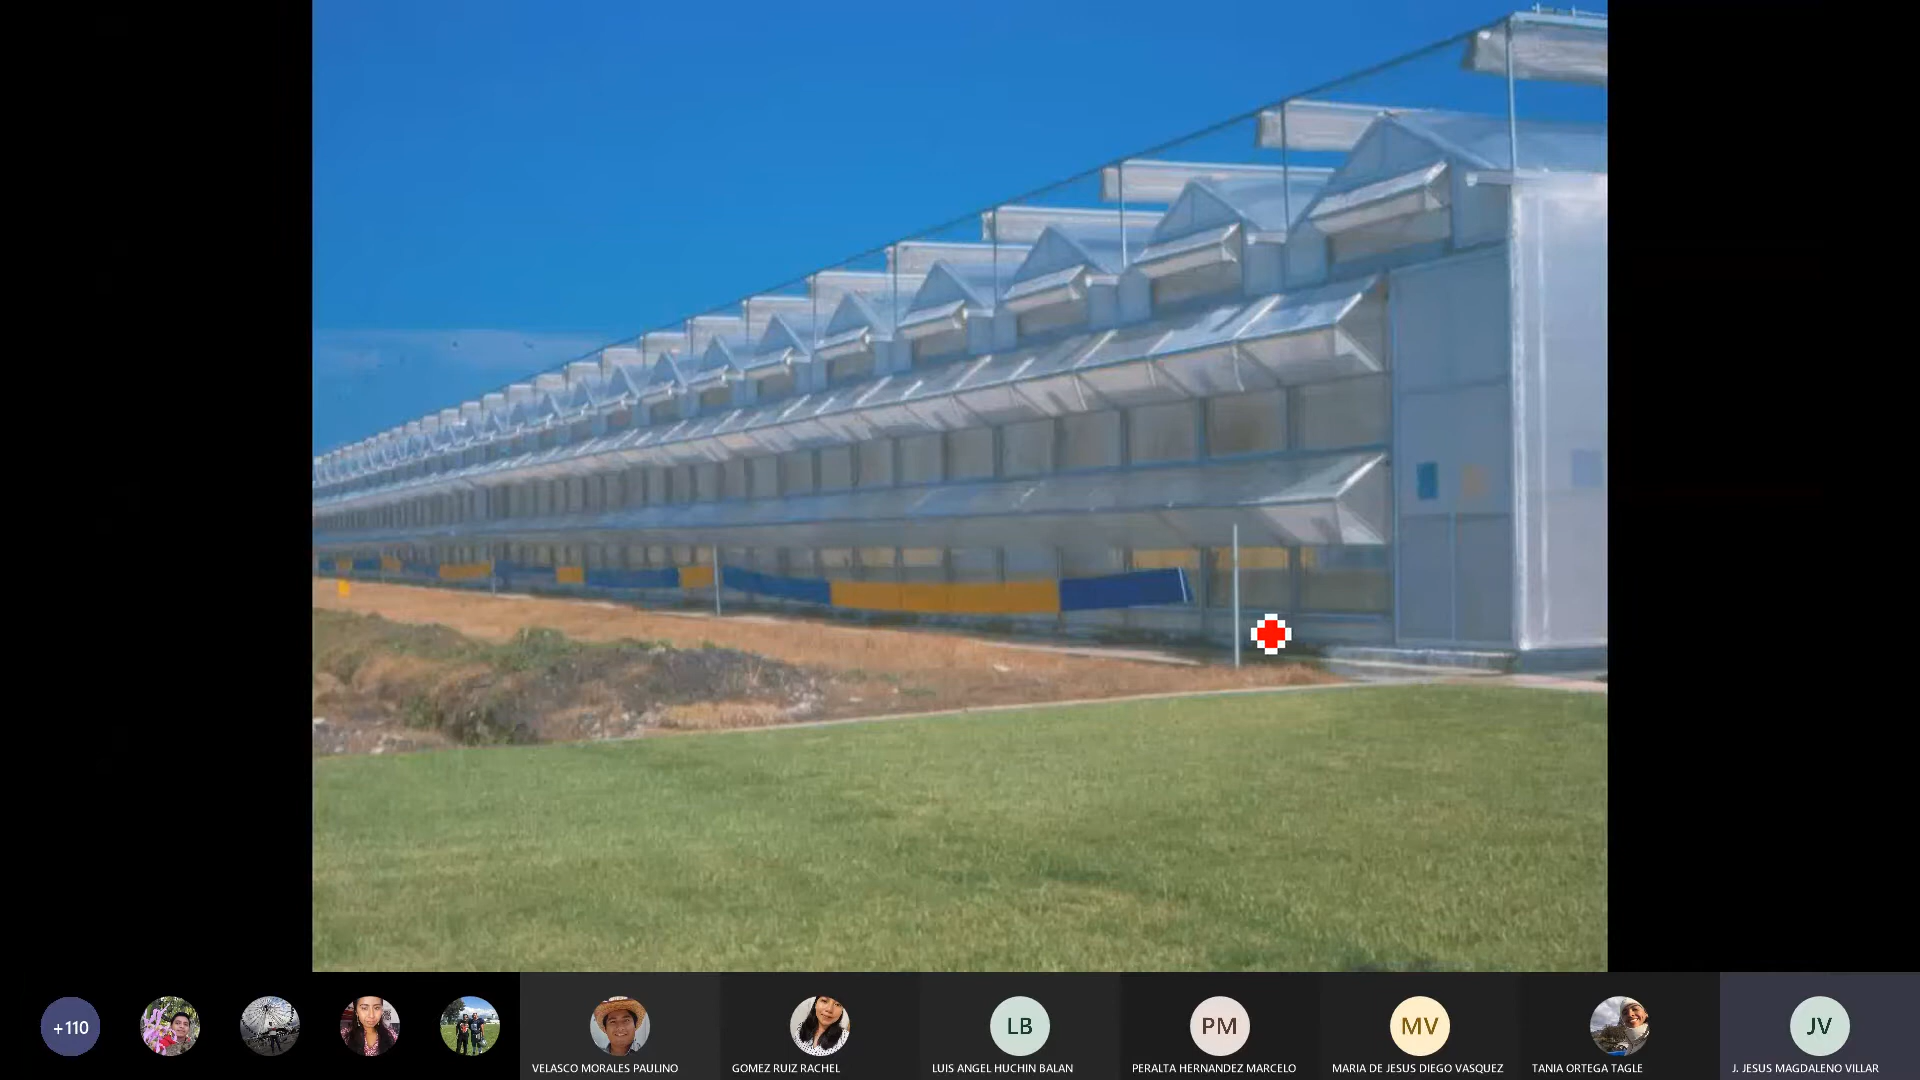 +110
VELASCO MORALES PAULINO
GOMEZ RUIZ RACHEL
LB
LUIS ANGEL HUCHIN BALAN
PM
PERALTA HERNANDEZ MARCELO
MV
MARIA DE JESUS DIEGO VASQUEZ
TANIA ORTEGA TAGLE
JV
J. JESUS MAGDALENO VILLAR